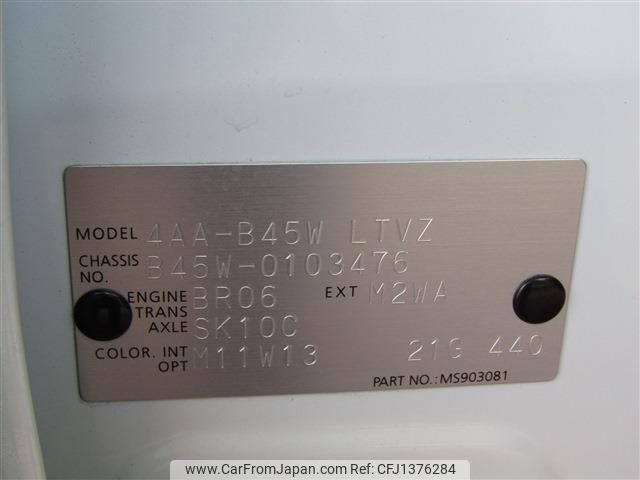 MODEL 4AA-B45W LTVZ
CHASSIS NO. B45W-0103476
ENGINE BR06 EXT M2WA
TRANS AXLE SK10C
COLOR. INT OPT M11W13 21G 440
PART NO.: MS903081
www.CarFromJapan.com CFJ1376284